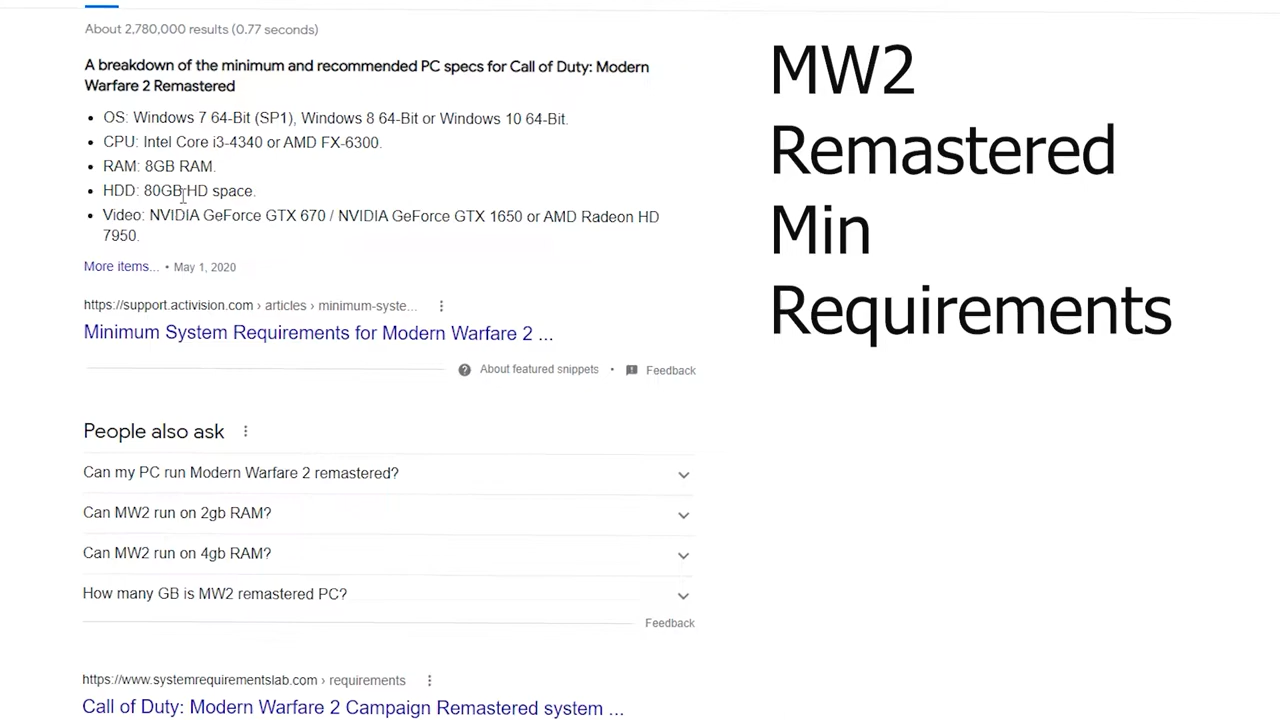 About 2,780,000 results (0.77 seconds)
A breakdown of the minimum and recommended PC specs for Call of Duty: Modern
Warfare 2 Remastered
• OS: Windows 7 64-Bit (SP1), Windows 8 64-Bit or Windows 10 64-Bit.
• CPU: Intel Core i3-4340 or AMD FX-6300.
• RAM: 8GB RAM.
• HDD: 80GB HD space.
• Video: NVIDIA GeForce GTX 670 / NVIDIA GeForce GTX 1650 or AMD Radeon HD
7950.
More items... • May 1, 2020
https://support.activision.com › articles › minimum-syste...
Minimum System Requirements for Modern Warfare 2 ...
About featured snippets • Feedback
People also ask
Can my PC run Modern Warfare 2 remastered?
Can MW2 run on 2gb RAM?
Can MW2 run on 4gb RAM?
How many GB is MW2 remastered PC?
Feedback
https://www.systemrequirementslab.com › requirements
Call of Duty: Modern Warfare 2 Campaign Remastered system ...
MW2
Remastered
Min
Requirements